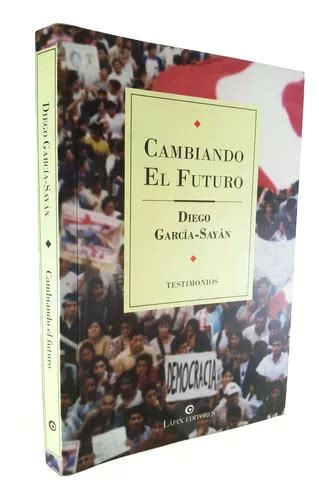 DIEGO GARCÍA-SAYÁN
Cambiando el futuro
CAMBIANDO
EL FUTURO
DIEGO
GARCÍA-SAYÁN
TESTIMONIOS
DEMOCRACIA
LÁPIX EDITORES